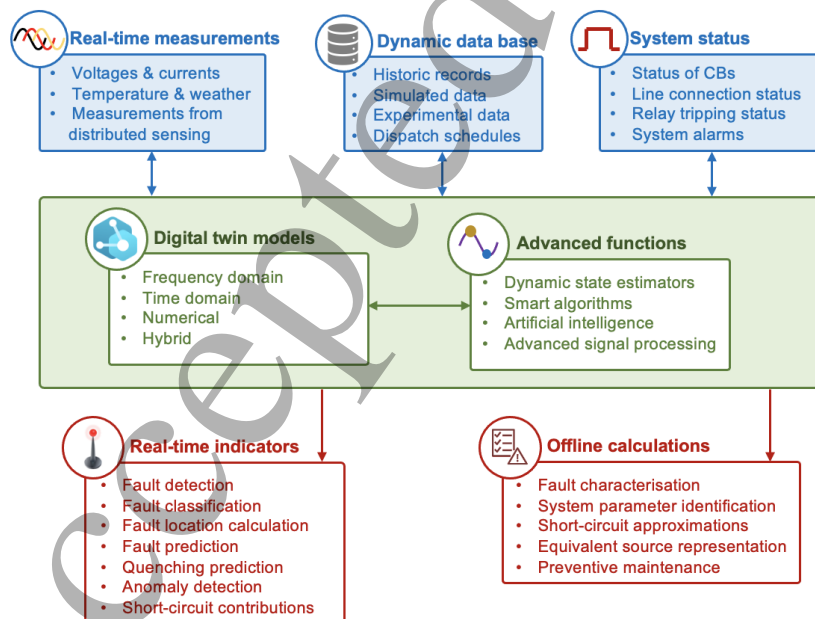 Real-time measurements
• Voltages & currents
• Temperature & weather
• Measurements from
distributed sensing
Dynamic data base
• Historic records
• Simulated data
• Experimental data
• Dispatch schedules
System status
• Status of CBs
• Line connection status
• Relay tripping status
• System alarms
Digital twin models
• Frequency domain
• Time domain
• Numerical
• Hybrid
Advanced functions
• Dynamic state estimators
• Smart algorithms
• Artificial intelligence
• Advanced signal processing
Real-time indicators
• Fault detection
• Fault classification
• Fault location calculation
• Fault prediction
• Quenching prediction
• Anomaly detection
• Short-circuit contributions
Offline calculations
• Fault characterisation
• System parameter identification
• Short-circuit approximations
• Equivalent source representation
• Preventive maintenance
ccepted